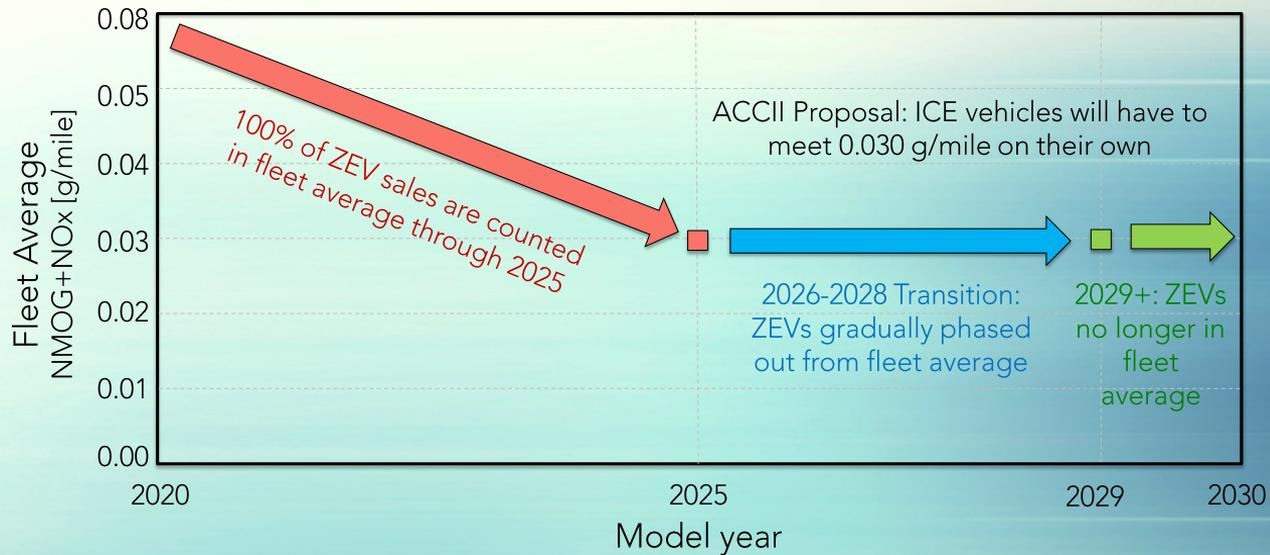 0.08
0.05
0.04
0.03
0.02
0.01
0.00
Fleet Average
NMOG+NOx [g/mile]
100% of ZEV sales are counted
in fleet average through 2025
ACCII Proposal: ICE vehicles will have to
meet 0.030 g/mile on their own
2026-2028 Transition:
ZEVs gradually phased
out from fleet average
2029+: ZEVs
no longer in
fleet
average
2020
2025
2029
2030
Model year